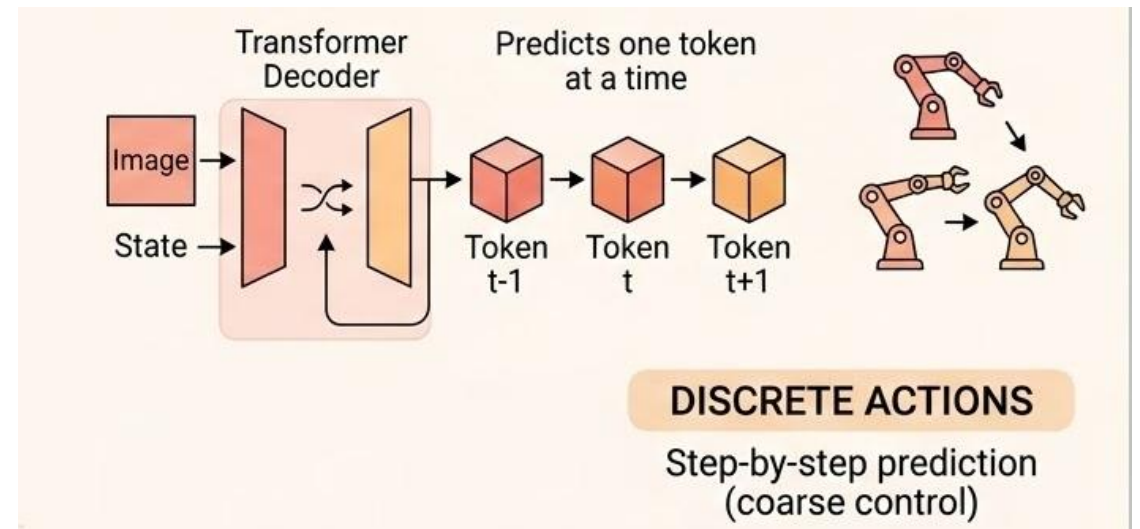 Transformer
Decoder
Predicts one token
at a time
Image
State
Token
t-1
Token
t
Token
t+1
DISCRETE ACTIONS
Step-by-step prediction
(coarse control)